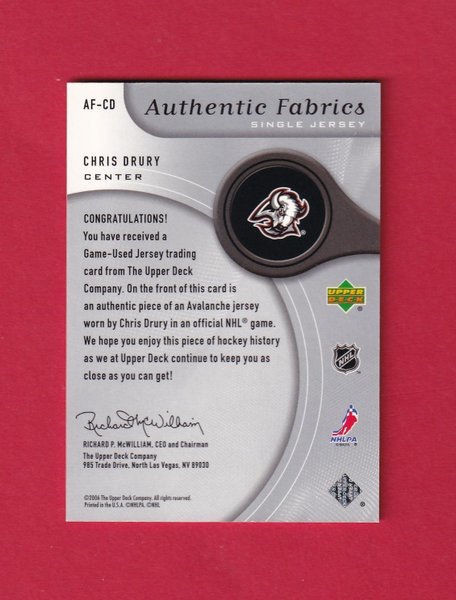 AF-CD
Authentic Fabrics
SINGLE JERSEY
CHRIS DRURY
CENTER
CONGRATULATIONS!
You have received a
Game-Used Jersey trading
card from The Upper Deck
Company. On the front of this card is
an authentic piece of an Avalanche jersey
worn by Chris Drury in an official NHL® game.
We hope you enjoy this piece of hockey history
as we at Upper Deck continue to keep you as
close as you can get!
Richard McWilliam
RICHARD P. McWILLIAM, CEO and Chairman
The Upper Deck Company
985 Trade Drive, North Las Vegas, NV 89030
©2006 The Upper Deck Company. All rights reserved.
Printed in the U.S.A. ©NHLPA. ©NHL.
®
UPPER
DECK
®
NHL
NHLPA
®